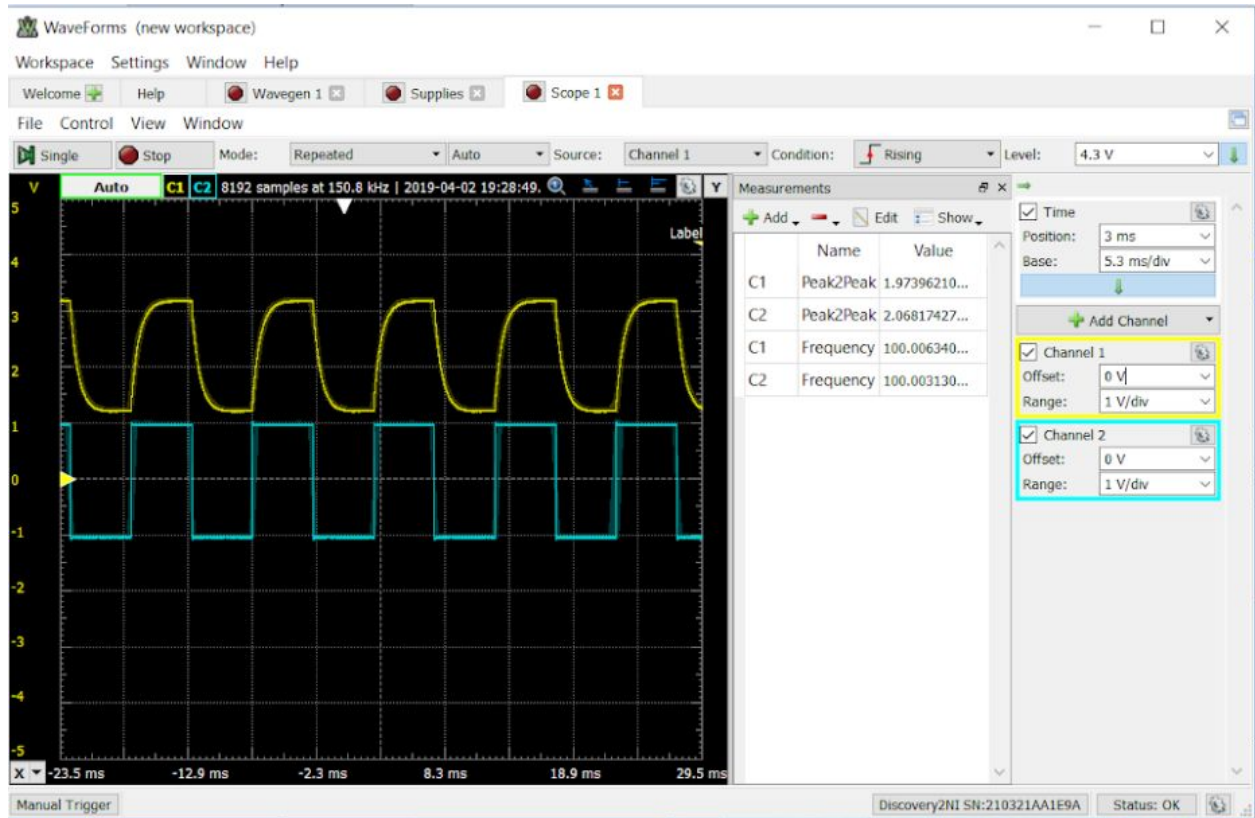 WaveForms (new workspace)
Workspace Settings Window Help
Welcome Help Wavegen 1 Supplies Scope 1
File Control View Window
Single Stop Mode: Repeated Auto Source: Channel 1 Condition: Rising Level: 4.3 V
V Auto C1 C2 8192 samples at 150.8 kHz | 2019-04-02 19:28:49. Y
Label
5
4
3
2
1
0
-1
-2
-3
-4
-5
X -23.5 ms -12.9 ms -2.3 ms 8.3 ms 18.9 ms 29.5 ms
Measurements
Add Edit Show
Name Value
C1 Peak2Peak 1.97396210...
C2 Peak2Peak 2.06817427...
C1 Frequency 100.006340...
C2 Frequency 100.003130...
Time
Position: 3 ms
Base: 5.3 ms/div
Add Channel
Channel 1
Offset: 0 V
Range: 1 V/div
Channel 2
Offset: 0 V
Range: 1 V/div
Manual Trigger Discovery2NI SN:210321AA1E9A Status: OK